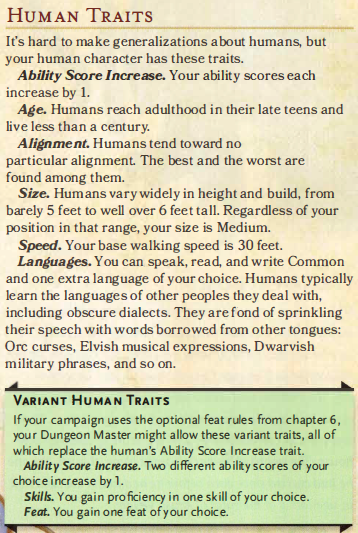 HUMAN TRAITS
It's hard to make generalizations about humans, but
your human character has these traits.
Ability Score Increase. Your ability scores each
increase by 1.
Age. Humans reach adulthood in their late teens and
live less than a century.
Alignment. Humans tend toward no
particular alignment. The best and the worst are
found among them.
Size. Humans vary widely in height and build, from
barely 5 feet to well over 6 feet tall. Regardless of your
position in that range, your size is Medium.
Speed. Your base walking speed is 30 feet.
Languages. You can speak, read, and write Common
and one extra language of your choice. Humans typically
learn the languages of other peoples they deal with,
including obscure dialects. They are fond of sprinkling
their speech with words borrowed from other tongues:
Orc curses, Elvish musical expressions, Dwarvish
military phrases, and so on.
VARIANT HUMAN TRAITS
If your campaign uses the optional feat rules from chapter 6,
your Dungeon Master might allow these variant traits, all of
which replace the human's Ability Score Increase trait.
Ability Score Increase. Two different ability scores of your
choice increase by 1.
Skills. You gain proficiency in one skill of your choice.
Feat. You gain one feat of your choice.